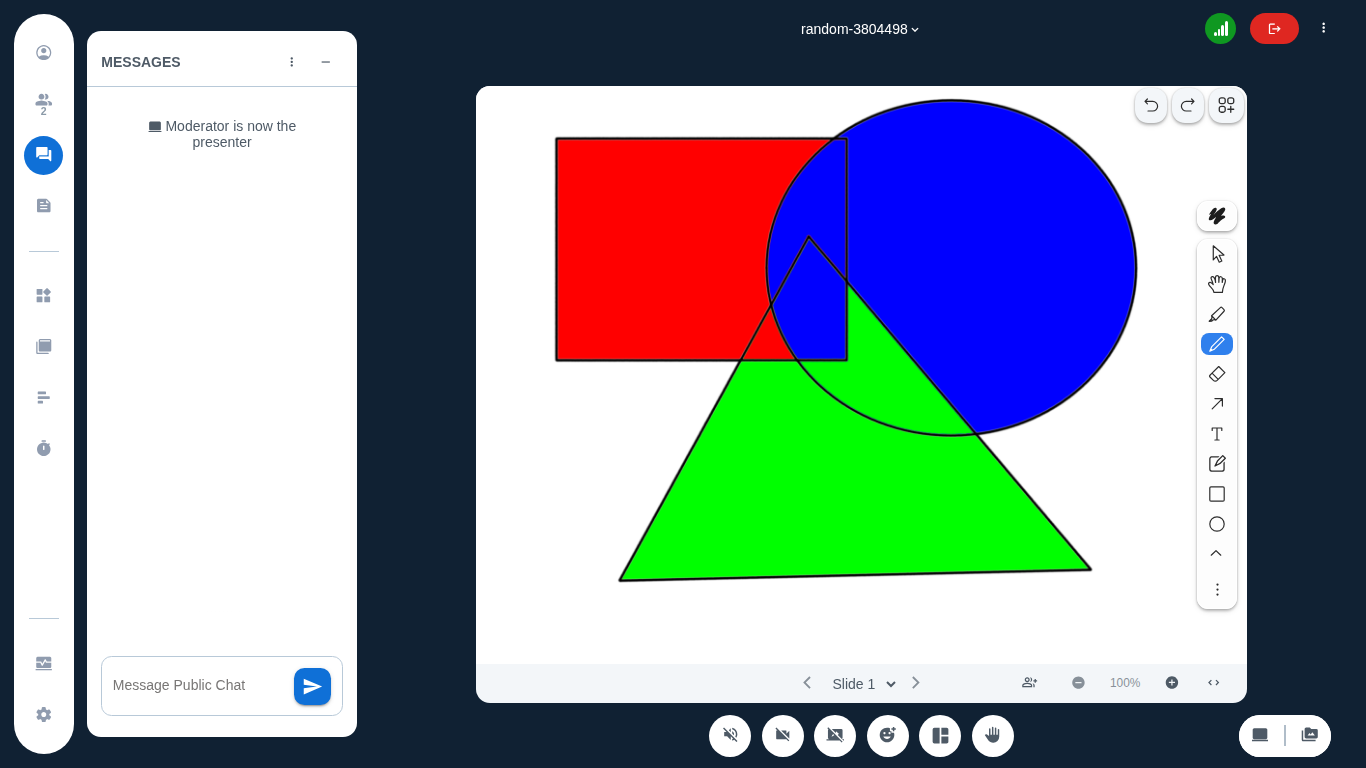 random-3804498
MESSAGES
2
Moderator is now the
presenter
Message Public Chat
Slide 1
100%